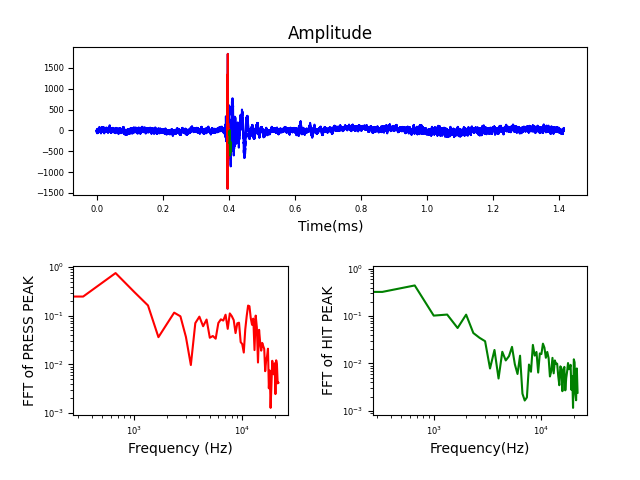 Amplitude
1500
1000
500
0
−500
−1000
−1500
0.0 0.2 0.4 0.6 0.8 1.0 1.2 1.4
Time(ms)
FFT of PRESS PEAK
10⁰
10⁻¹
10⁻²
10⁻³
10³ 10⁴
Frequency (Hz)
FFT of HIT PEAK
10⁰
10⁻¹
10⁻²
10⁻³
10³ 10⁴
Frequency(Hz)